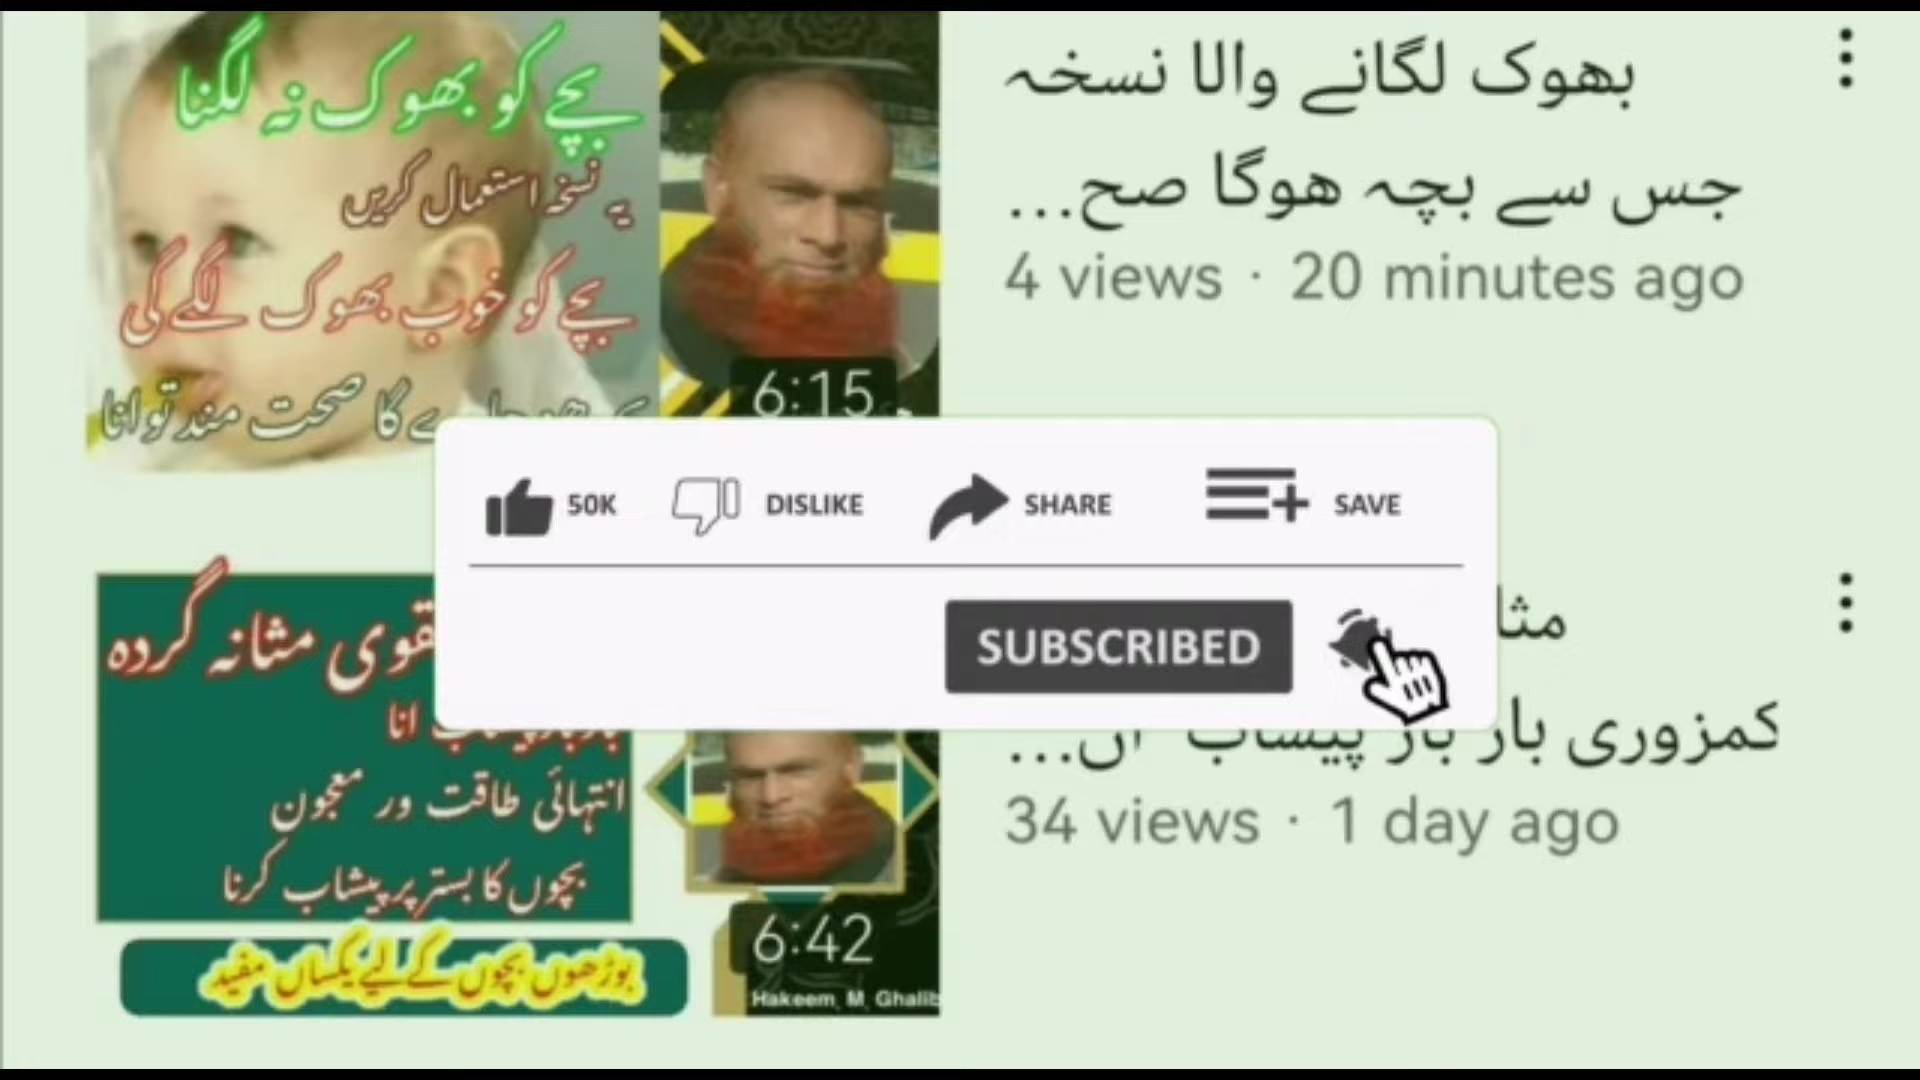 بچے کو بھوک نہ لگنا
یہ نسخہ استعمال کریں
بچے کو خوب بھوک لگے گی
گا صحت مند توانا
6:15
بھوک لگانے والا نسخہ
جس سے بچہ ھوگا صح...
4 views · 20 minutes ago
50K
DISLIKE
SHARE
SAVE
SUBSCRIBED
مثانہ گردہ
انا
انتہائی طاقت ور معجون
بچوں کا بستر پر پیشاب کرنا
بوڑھوں بچوں کے لیے یکساں مفید
6:42
Hakeem M Ghalib
کمزوری بار بار پیشاب ان...
34 views · 1 day ago